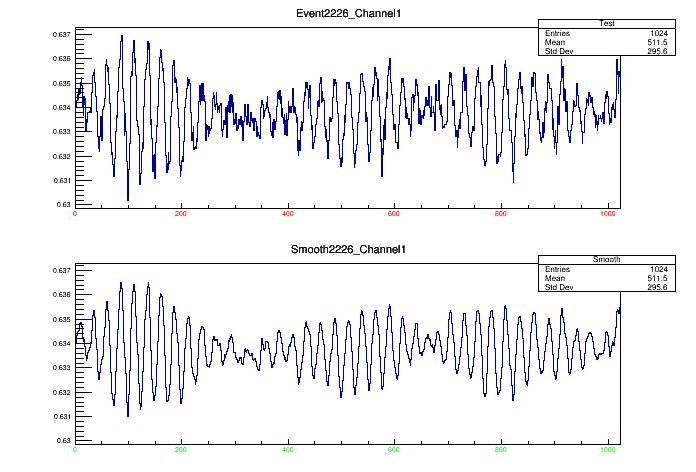 Event2226_Channel1
Test
Entries 1024
Mean 511.5
Std Dev 295.6
0.637
0.636
0.635
0.634
0.633
0.632
0.631
0.63
0 200 400 600 800 1000
Smooth2226_Channel1
Smooth
Entries 1024
Mean 511.5
Std Dev 295.6
0.637
0.636
0.635
0.634
0.633
0.632
0.631
0.63
0 200 400 600 800 1000